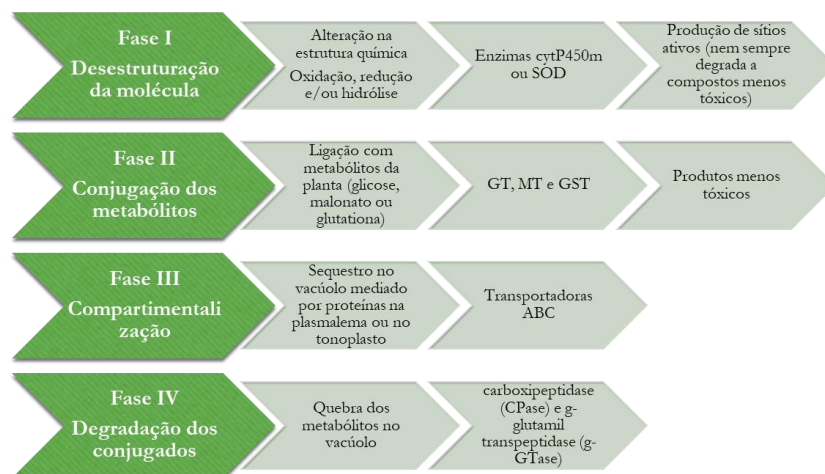 Fase I
Desestruturação
da molécula
Alteração na
estrutura química
Oxidação, redução
e/ou hidrólise
Enzimas cytP450m
ou SOD
Produção de sítios
ativos (nem sempre
degrada a
compostos menos
tóxicos)
Fase II
Conjugação dos
metabólitos
Ligação com
metabólitos da
planta (glicose,
malonato ou
glutationa)
GT, MT e GST
Produtos menos
tóxicos
Fase III
Compartimentali
zação
Sequestro no
vacúolo mediado
por proteínas na
plasmalema ou no
tonoplasto
Transportadoras
ABC
Fase IV
Degradação dos
conjugados
Quebra dos
metabólitos no
vacúolo
carboxipeptidase
(CPase) e g-
glutamil
transpeptidase (g-
GTase)